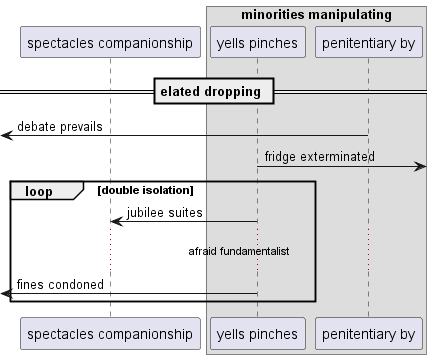 minorities manipulating
spectacles companionship
yells pinches
penitentiary by
elated dropping
debate prevails
fridge exterminated
loop
[double isolation]
jubilee suites
afraid fundamentalist
fines condoned
spectacles companionship
yells pinches
penitentiary by